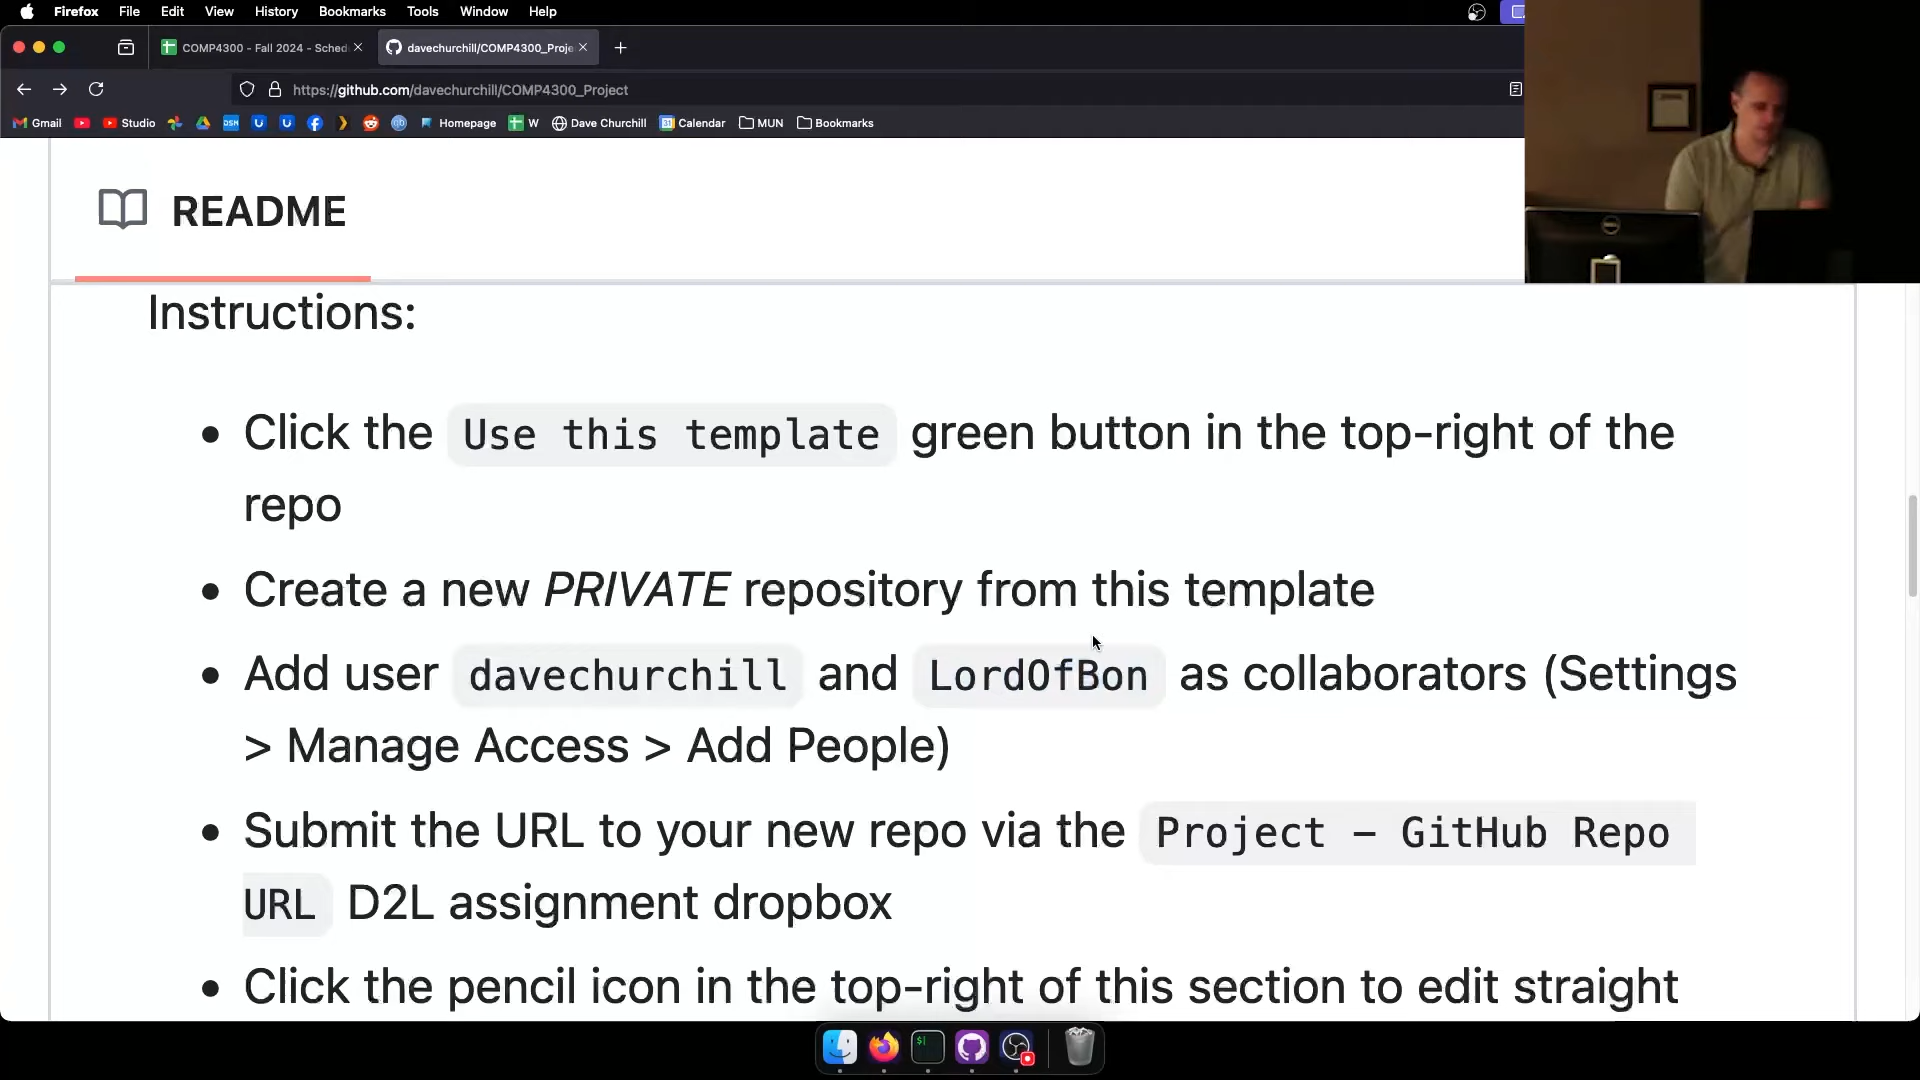 Firefox File Edit View History Bookmarks Tools Window Help
COMP4300 - Fall 2024 - Sched
davechurchill/COMP4300_Proje
https://github.com/davechurchill/COMP4300_Project
Gmail Studio DSM Homepage W Dave Churchill Calendar MUN Bookmarks
README
Instructions:
• Click the Use this template green button in the top-right of the
repo
• Create a new PRIVATE repository from this template
• Add user davechurchill and LordOfBon as collaborators (Settings
> Manage Access > Add People)
• Submit the URL to your new repo via the Project - GitHub Repo
URL D2L assignment dropbox
• Click the pencil icon in the top-right of this section to edit straight